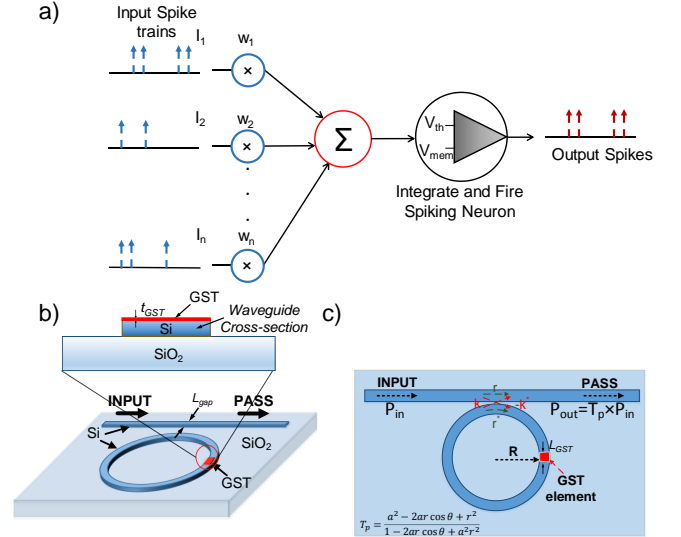 a)
Input Spike
trains
I1
w1
×
I2
w2
×
.
.
.
In
wn
×
Σ
Vth
Vmem
Integrate and Fire
Spiking Neuron
Output Spikes
b)
tGST
GST
Waveguide
Cross-section
Si
SiO2
INPUT
Lgap
PASS
Si
SiO2
GST
c)
INPUT
PASS
r
k
-k*
r*
Pin
Pout=Tp×Pin
R
LGST
GST
element
Tp = (a² − 2ar cos θ + r²) / (1 − 2ar cos θ + a²r²)